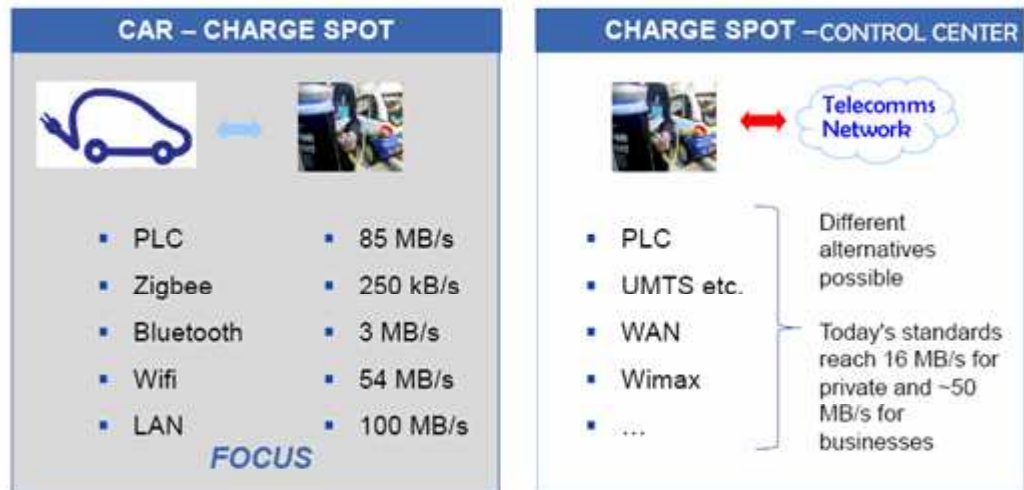 CAR – CHARGE SPOT
PLC
85 MB/s
Zigbee
250 kB/s
Bluetooth
3 MB/s
Wifi
54 MB/s
LAN
100 MB/s
FOCUS
CHARGE SPOT – CONTROL CENTER
Telecomms
Network
PLC
UMTS etc.
WAN
Wimax
...
Different
alternatives
possible
Today's standards
reach 16 MB/s for
private and ~50
MB/s for
businesses